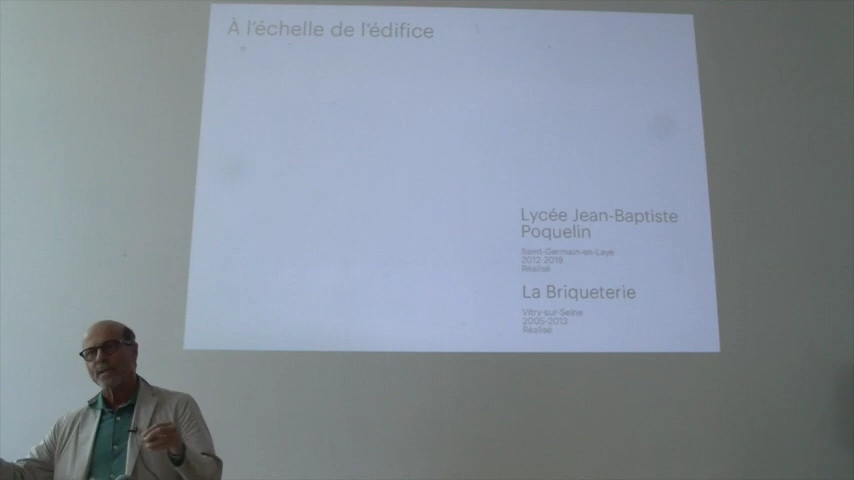 À l'échelle de l'édifice
Lycée Jean-Baptiste
Poquelin
Saint-Germain-en-Laye
2012-2019
Réalisé
La Briqueterie
Vitry-sur-Seine
2005-2013
Réalisé